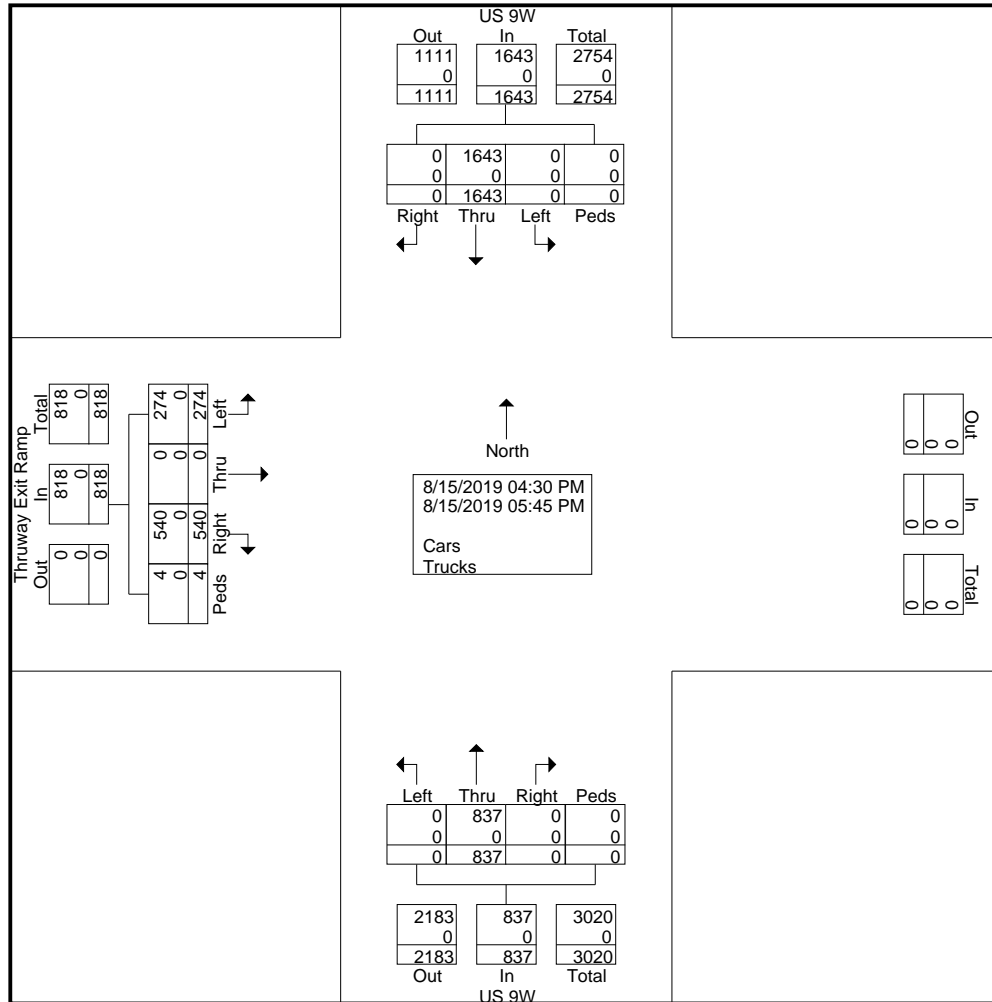 US 9W
Out In Total
1111 1643 2754
0 0 0
1111 1643 2754
0 1643 0 0
0 0 0 0
0 1643 0 0
Right Thru Left Peds
Thruway Exit Ramp
Total In Out
818 818 0
0 0 0
818 818 0
274 0 540 4
0 0 0 0
274 0 540 4
Left Thru Right Peds
North
8/15/2019 04:30 PM
8/15/2019 05:45 PM
Cars
Trucks
Out In Total
0 0 0
0 0 0
0 0 0
Left Thru Right Peds
0 837 0 0
0 0 0 0
0 837 0 0
2183 837 3020
0 0 0
2183 837 3020
Out In Total
US 9W